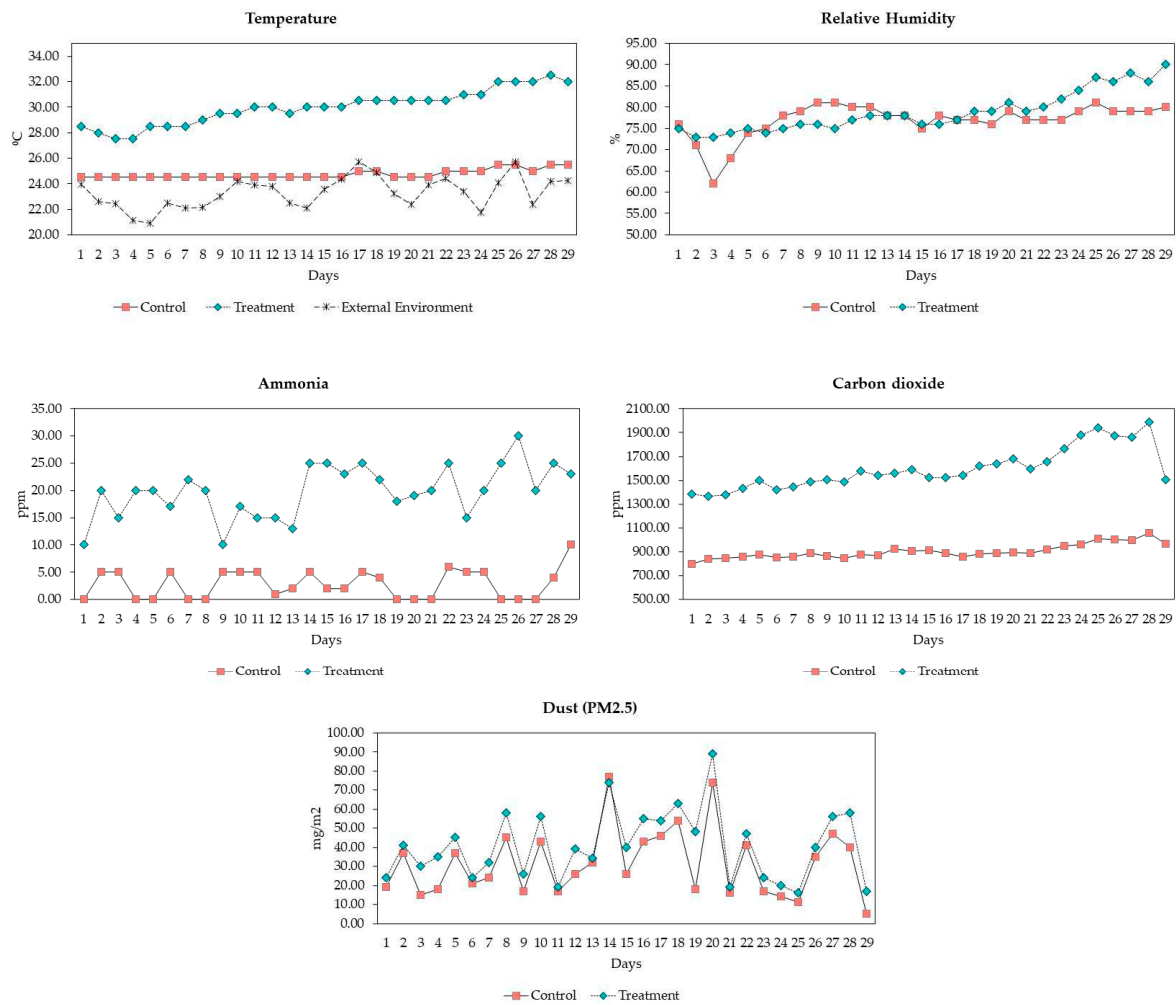 Temperature
34.00
32.00
30.00
28.00
26.00
24.00
22.00
20.00
ºC
1 2 3 4 5 6 7 8 9 10 11 12 13 14 15 16 17 18 19 20 21 22 23 24 25 26 27 28 29
Days
Control Treatment External Environment
Relative Humidity
95.00
90.00
85.00
80.00
75.00
70.00
65.00
60.00
55.00
50.00
%
1 2 3 4 5 6 7 8 9 10 11 12 13 14 15 16 17 18 19 20 21 22 23 24 25 26 27 28 29
Days
Control Treatment
Ammonia
35.00
30.00
25.00
20.00
15.00
10.00
5.00
0.00
ppm
1 2 3 4 5 6 7 8 9 10 11 12 13 14 15 16 17 18 19 20 21 22 23 24 25 26 27 28 29
Days
Control Treatment
Carbon dioxide
2100.00
1900.00
1700.00
1500.00
1300.00
1100.00
900.00
700.00
500.00
ppm
1 2 3 4 5 6 7 8 9 10 11 12 13 14 15 16 17 18 19 20 21 22 23 24 25 26 27 28 29
Days
Control Treatment
Dust (PM2.5)
100.00
90.00
80.00
70.00
60.00
50.00
40.00
30.00
20.00
10.00
0.00
mg/m2
1 2 3 4 5 6 7 8 9 10 11 12 13 14 15 16 17 18 19 20 21 22 23 24 25 26 27 28 29
Days
Control Treatment